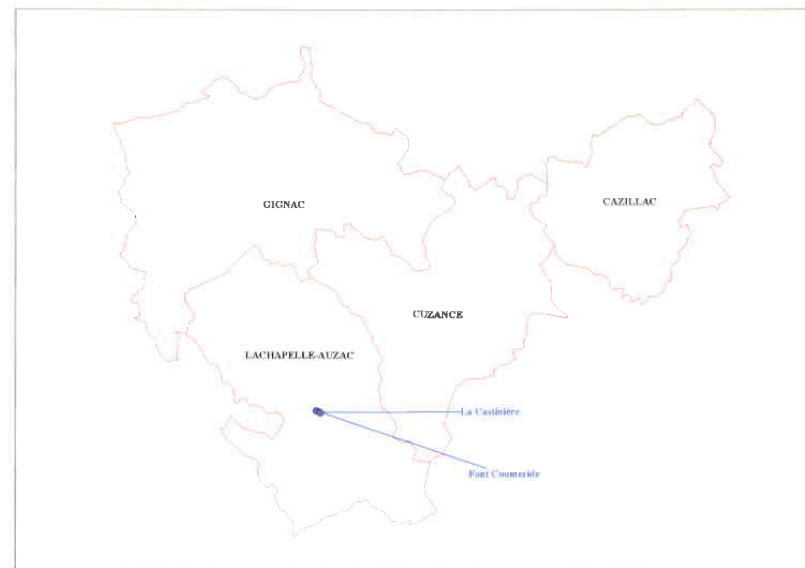 CAZILLAC
GIGNAC
CUZANCE
LACHAPELLE-AUZAC
La Castinière
Font Coumeride